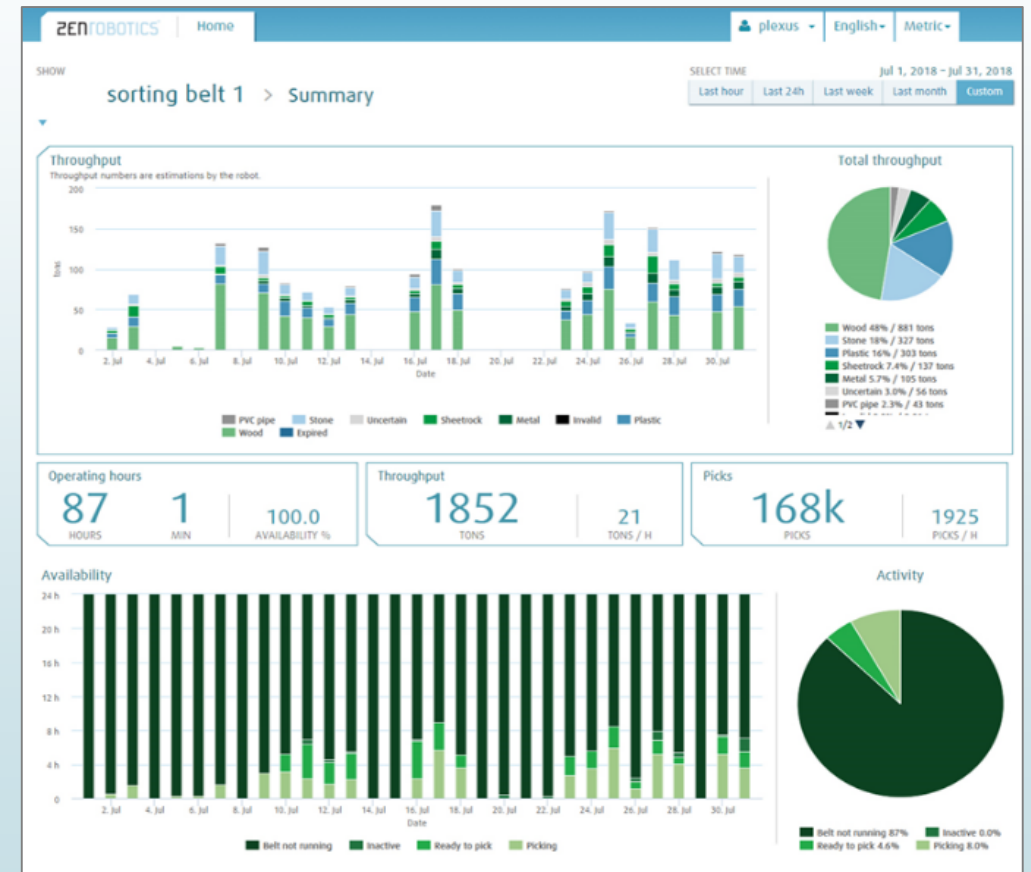 ZENROBOTICS Home plexus English Metric
SHOW
sorting belt 1 > Summary
SELECT TIME Jul 1, 2018 - Jul 31, 2018
Last hour Last 24h Last week Last month Custom
Throughput
Throughput numbers are estimations by the robot.
200
150
100
50
0
tons
2. Jul 4. Jul 6. Jul 8. Jul 10. Jul 12. Jul 14. Jul 16. Jul 18. Jul 20. Jul 22. Jul 24. Jul 26. Jul 28. Jul 30. Jul
Date
PVC pipe Stone Uncertain Sheetrock Metal Invalid Plastic
Wood Expired
Total throughput
Wood 48% / 881 tons
Stone 18% / 327 tons
Plastic 16% / 303 tons
Sheetrock 7.4% / 137 tons
Metal 5.7% / 105 tons
Uncertain 3.0% / 56 tons
PVC pipe 2.3% / 43 tons
1/2
Operating hours
87 1 100.0
HOURS MIN AVAILABILITY %
Throughput
1852 21
TONS TONS / H
Picks
168k 1925
PICKS PICKS / H
Availability
24 h
20 h
16 h
12 h
8 h
4 h
0
2. Jul 4. Jul 6. Jul 8. Jul 10. Jul 12. Jul 14. Jul 16. Jul 18. Jul 20. Jul 22. Jul 24. Jul 26. Jul 28. Jul 30. Jul
Date
Belt not running Inactive Ready to pick Picking
Activity
Belt not running 87% Inactive 0.0%
Ready to pick 4.6% Picking 8.0%